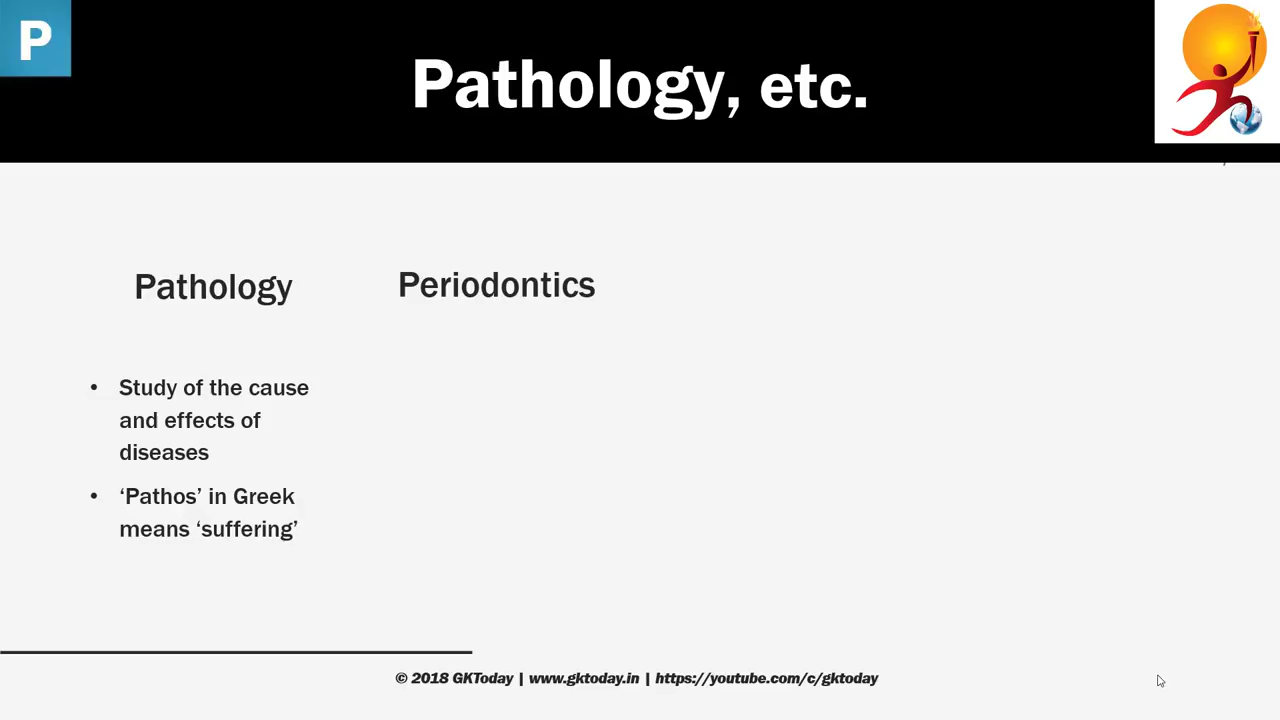 P
Pathology, etc.
Pathology
Periodontics
• Study of the cause
and effects of
diseases
• ‘Pathos’ in Greek
means ‘suffering’
© 2018 GKToday | www.gktoday.in | https://youtube.com/c/gktoday